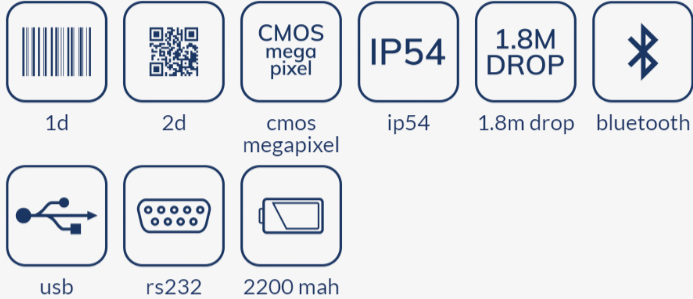 CMOS
mega
pixel
IP54
1.8M
DROP
1d
2d
cmos
megapixel
ip54
1.8m drop
bluetooth
usb
rs232
2200 mah